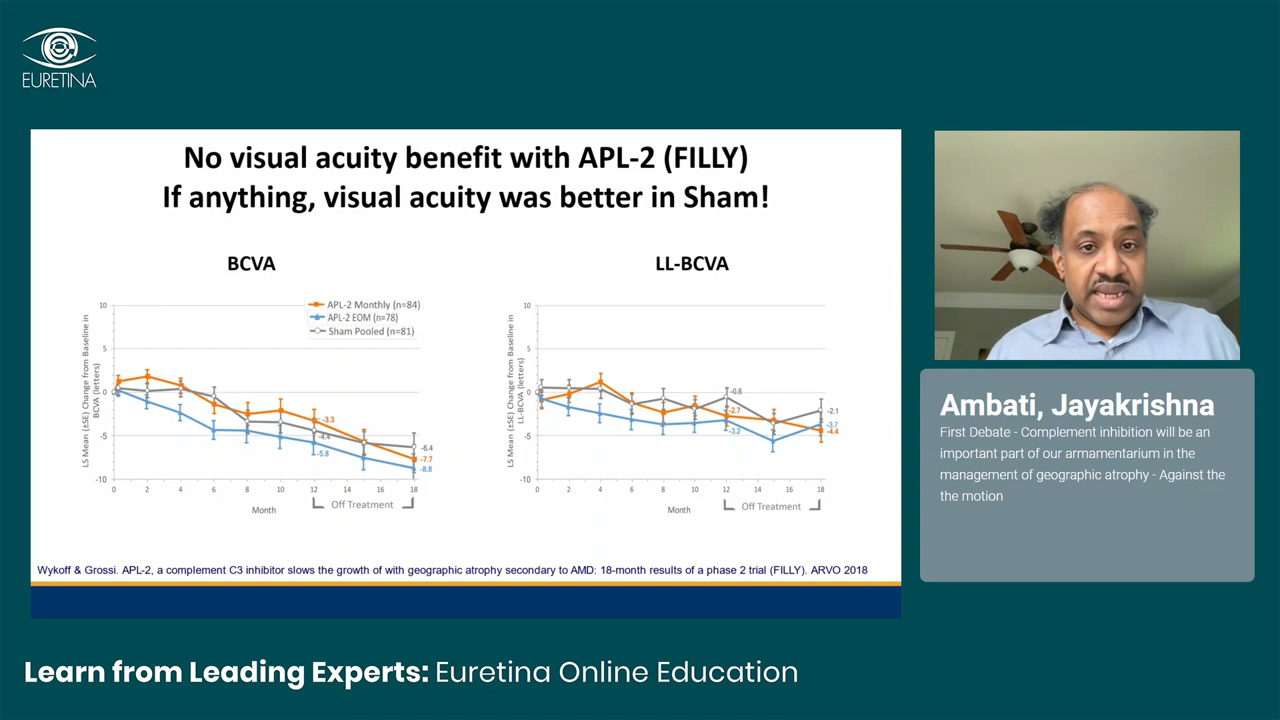 EURETINA
No visual acuity benefit with APL-2 (FILLY)
If anything, visual acuity was better in Sham!
BCVA
LS Mean (±SE) Change from Baseline in
BCVA (letters)
10
5
0
-5
-10
APL-2 Monthly (n=84)
APL-2 EOM (n=78)
Sham Pooled (n=81)
-3.3
-4.4
-5.8
-6.4
-7.7
-8.8
0 2 4 6 8 10 12 14 16 18
Off Treatment
Month
LL-BCVA
LS Mean (±SE) Change from Baseline in
LL-BCVA (letters)
10
5
0
-5
-10
-0.6
-2.7
-3.2
-2.1
-3.7
-4.4
0 2 4 6 8 10 12 14 16 18
Off Treatment
Month
Wykoff & Grossi. APL-2, a complement C3 inhibitor slows the growth of with geographic atrophy secondary to AMD: 18-month results of a phase 2 trial (FILLY). ARVO 2018
Ambati, Jayakrishna
First Debate - Complement inhibition will be an
important part of our armamentarium in the
management of geographic atrophy - Against the
the motion
Learn from Leading Experts: Euretina Online Education